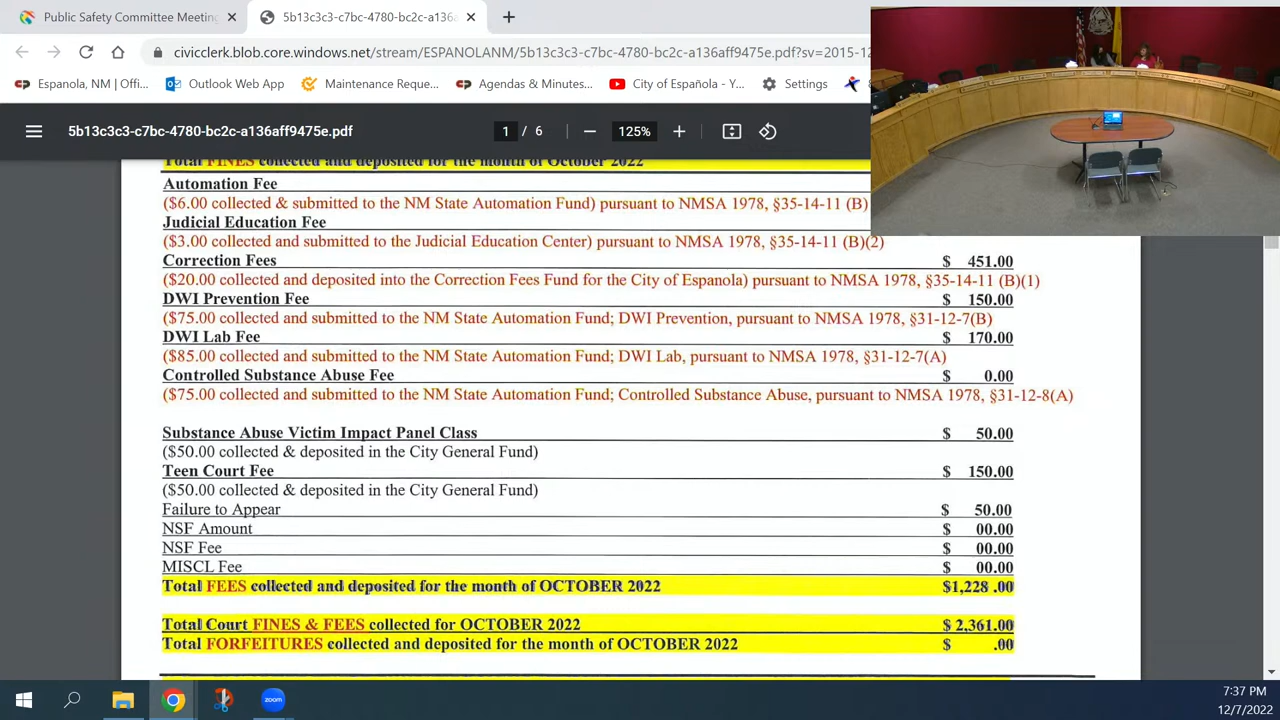 Public Safety Committee Meeting
5b13c3c3-c7bc-4780-bc2c-a136a
civicclerk.blob.core.windows.net/stream/ESPANOLANM/5b13c3c3-c7bc-4780-bc2c-a136aff9475e.pdf?sv=2015-12
Espanola, NM | Offi...
Outlook Web App
Maintenance Reque...
Agendas & Minutes...
City of Española - Y...
Settings
5b13c3c3-c7bc-4780-bc2c-a136aff9475e.pdf
1 / 6
125%
Total FINES collected and deposited for the month of October 2022
Automation Fee
($6.00 collected & submitted to the NM State Automation Fund) pursuant to NMSA 1978, §35-14-11 (B)
Judicial Education Fee
($3.00 collected and submitted to the Judicial Education Center) pursuant to NMSA 1978, §35-14-11 (B)(2)
Correction Fees $ 451.00
($20.00 collected and deposited into the Correction Fees Fund for the City of Espanola) pursuant to NMSA 1978, §35-14-11 (B)(1)
DWI Prevention Fee $ 150.00
($75.00 collected and submitted to the NM State Automation Fund; DWI Prevention, pursuant to NMSA 1978, §31-12-7(B)
DWI Lab Fee $ 170.00
($85.00 collected and submitted to the NM State Automation Fund; DWI Lab, pursuant to NMSA 1978, §31-12-7(A)
Controlled Substance Abuse Fee $ 0.00
($75.00 collected and submitted to the NM State Automation Fund; Controlled Substance Abuse, pursuant to NMSA 1978, §31-12-8(A)
Substance Abuse Victim Impact Panel Class $ 50.00
($50.00 collected & deposited in the City General Fund)
Teen Court Fee $ 150.00
($50.00 collected & deposited in the City General Fund)
Failure to Appear $ 50.00
NSF Amount $ 00.00
NSF Fee $ 00.00
MISCL Fee $ 00.00
Total FEES collected and deposited for the month of OCTOBER 2022 $1,228 .00
Total Court FINES & FEES collected for OCTOBER 2022 $ 2,361.00
Total FORFEITURES collected and deposited for the month of OCTOBER 2022 $ .00
zoom
7:37 PM
12/7/2022